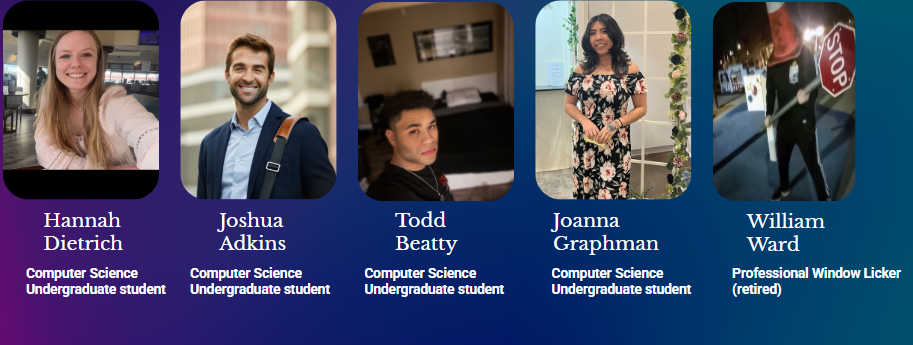 STOP
Hannah
Dietrich
Joshua
Adkins
Todd
Beatty
Joanna
Graphman
William
Ward
Computer Science
Undergraduate student
Computer Science
Undergraduate student
Computer Science
Undergraduate student
Computer Science
Undergraduate student
Professional Window Licker
(retired)